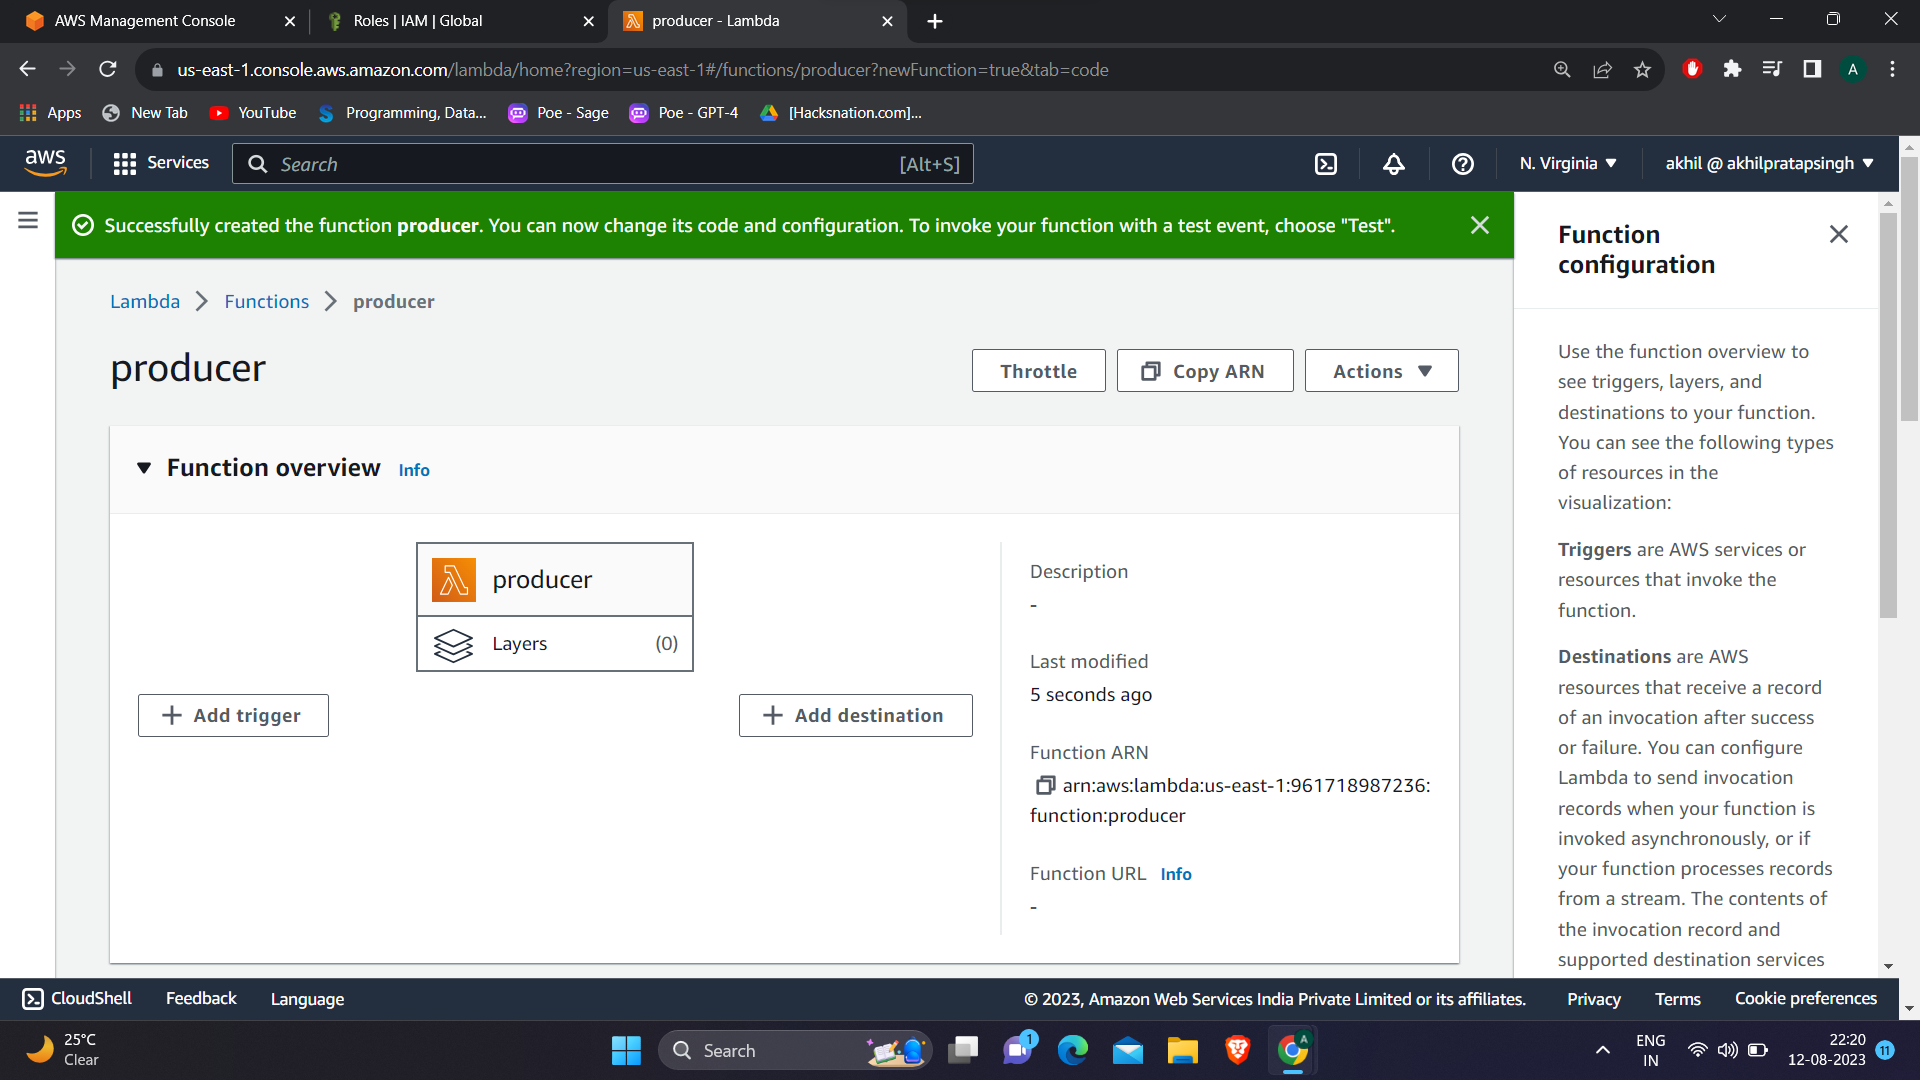 AWS Management Console
Roles | IAM | Global
producer - Lambda
us-east-1.console.aws.amazon.com/lambda/home?region=us-east-1#/functions/producer?newFunction=true&tab=code
A
Apps
New Tab
YouTube
Programming, Data...
Poe - Sage
Poe - GPT-4
[Hacksnation.com]...
aws
Services
Search
[Alt+S]
N. Virginia
akhil @ akhilpratapsingh
Successfully created the function producer. You can now change its code and configuration. To invoke your function with a test event, choose "Test".
Lambda
Functions
producer
producer
Throttle
Copy ARN
Actions
Function overview
Info
producer
Layers
(0)
Add trigger
Add destination
Description
-
Last modified
5 seconds ago
Function ARN
arn:aws:lambda:us-east-1:961718987236:
function:producer
Function URL
Info
-
Function
configuration
Use the function overview to
see triggers, layers, and
destinations to your function.
You can see the following types
of resources in the
visualization:
Triggers are AWS services or
resources that invoke the
function.
Destinations are AWS
resources that receive a record
of an invocation after success
or failure. You can configure
Lambda to send invocation
records when your function is
invoked asynchronously, or if
your function processes records
from a stream. The contents of
the invocation record and
supported destination services
CloudShell
Feedback
Language
© 2023, Amazon Web Services India Private Limited or its affiliates.
Privacy
Terms
Cookie preferences
25°C
Clear
Search
1
A
ENG
IN
22:20
12-08-2023
11